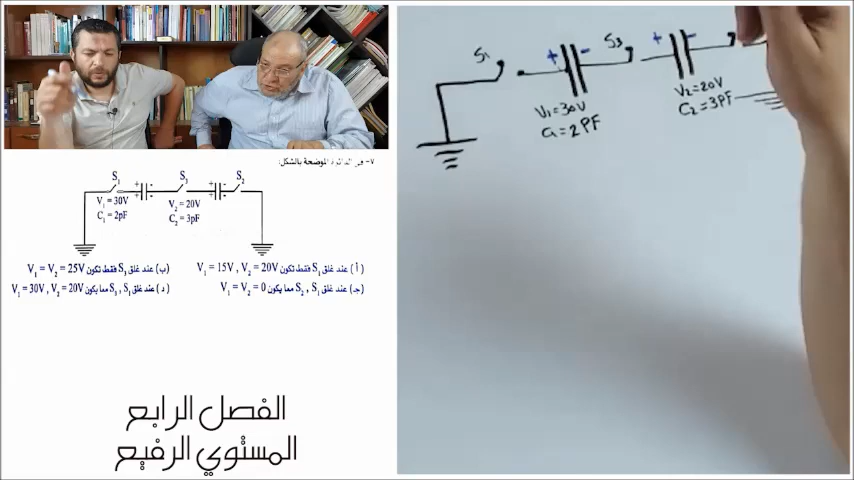 ٧- في الدائرة الموضحة بالشكل:
S₁ S₃ S₂
+ - + -
+ - + -
V₁ = 30V V₂ = 20V
C₁ = 2pF C₂ = 3pF
(أ) عند غلق S₁ فقط تكون V₁ = 15V , V₂ = 20V
(ب) عند غلق S₃ فقط تكون V₁ = V₂ = 25V
(جـ) عند غلق S₂ , S₁ معا يكون V₁ = V₂ = 0
(د) عند غلق S₃ , S₁ معا يكون V₁ = 30V , V₂ = 20V
الفصل الرابع
المستوي الرفيع
S₁ S₃
+ - + -
V₁=30V V₂=20V
C₁=2PF C₂=3PF